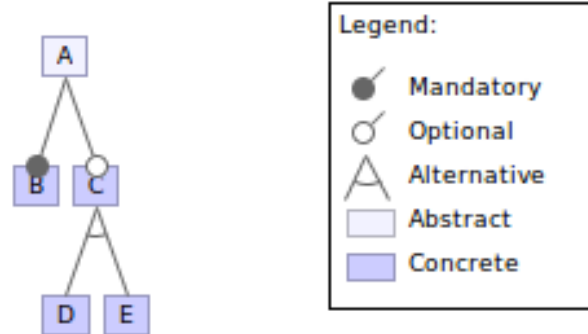 A
B C
D E
Legend:
Mandatory
Optional
Alternative
Abstract
Concrete